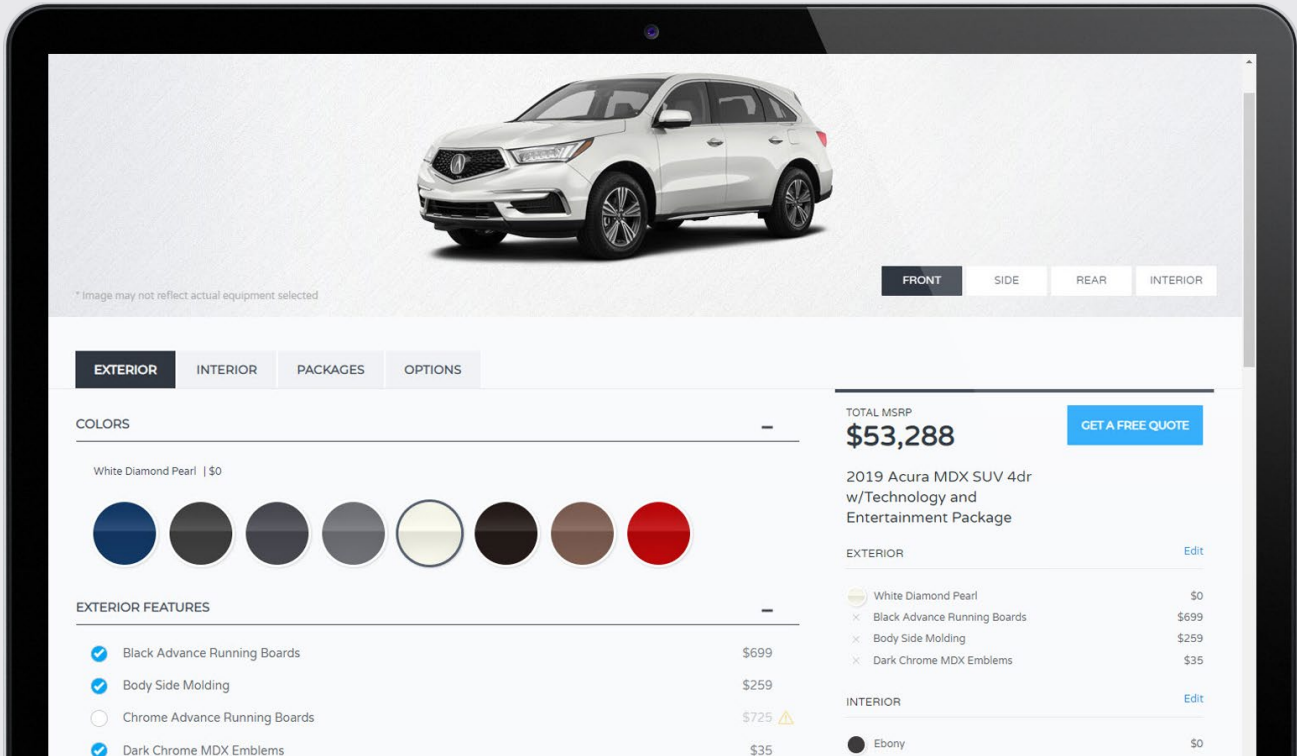 * Image may not reflect actual equipment selected
FRONT
SIDE
REAR
INTERIOR
EXTERIOR
INTERIOR
PACKAGES
OPTIONS
COLORS
White Diamond Pearl | $0
EXTERIOR FEATURES
Black Advance Running Boards $699
Body Side Molding $259
Chrome Advance Running Boards $725
Dark Chrome MDX Emblems $35
TOTAL MSRP
$53,288
GET A FREE QUOTE
2019 Acura MDX SUV 4dr
w/Technology and
Entertainment Package
EXTERIOR Edit
White Diamond Pearl $0
Black Advance Running Boards $699
Body Side Molding $259
Dark Chrome MDX Emblems $35
INTERIOR Edit
Ebony $0